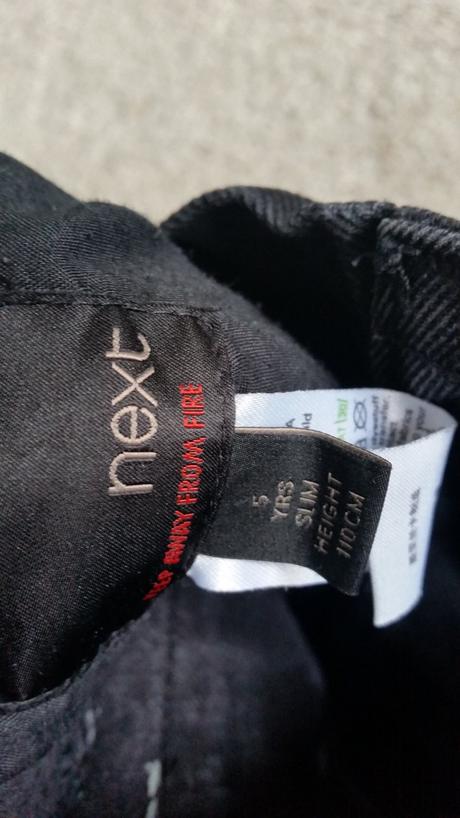 next
AWAY FROM FIRE
5
YRS
SLIM
HEIGHT
110CM